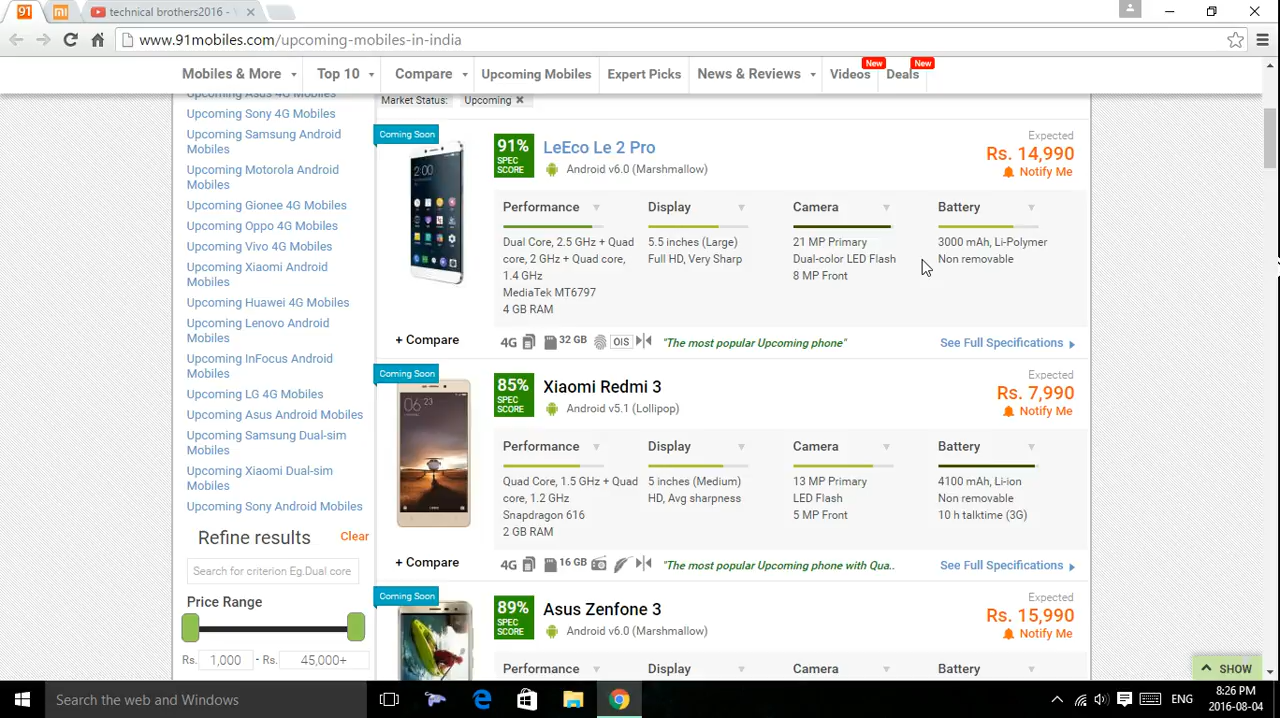 91
mi
technical brothers2016 -
www.91mobiles.com/upcoming-mobiles-in-india
Mobiles & More
Top 10
Compare
Upcoming Mobiles
Expert Picks
News & Reviews
Videos
New
Deals
New
Upcoming Asus 4G Mobiles
Upcoming Sony 4G Mobiles
Upcoming Samsung Android
Mobiles
Upcoming Motorola Android
Mobiles
Upcoming Gionee 4G Mobiles
Upcoming Oppo 4G Mobiles
Upcoming Vivo 4G Mobiles
Upcoming Xiaomi Android
Mobiles
Upcoming Huawei 4G Mobiles
Upcoming Lenovo Android
Mobiles
Upcoming InFocus Android
Mobiles
Upcoming LG 4G Mobiles
Upcoming Asus Android Mobiles
Upcoming Samsung Dual-sim
Mobiles
Upcoming Xiaomi Dual-sim
Mobiles
Upcoming Sony Android Mobiles
Refine results
Clear
Search for criterion Eg.Dual core
Price Range
Rs. 1,000 - Rs. 45,000+
Market Status: Upcoming ×
Coming Soon
2:00
+ Compare
91%
SPEC
SCORE
LeEco Le 2 Pro
Android v6.0 (Marshmallow)
Expected
Rs. 14,990
Notify Me
Performance
Dual Core, 2.5 GHz + Quad
core, 2 GHz + Quad core,
1.4 GHz
MediaTek MT6797
4 GB RAM
Display
5.5 inches (Large)
Full HD, Very Sharp
Camera
21 MP Primary
Dual-color LED Flash
8 MP Front
Battery
3000 mAh, Li-Polymer
Non removable
4G 32 GB OIS "The most popular Upcoming phone"
See Full Specifications
Coming Soon
06 23
+ Compare
85%
SPEC
SCORE
Xiaomi Redmi 3
Android v5.1 (Lollipop)
Expected
Rs. 7,990
Notify Me
Performance
Quad Core, 1.5 GHz + Quad
core, 1.2 GHz
Snapdragon 616
2 GB RAM
Display
5 inches (Medium)
HD, Avg sharpness
Camera
13 MP Primary
LED Flash
5 MP Front
Battery
4100 mAh, Li-ion
Non removable
10 h talktime (3G)
4G 16 GB "The most popular Upcoming phone with Qua..
See Full Specifications
Coming Soon
89%
SPEC
SCORE
Asus Zenfone 3
Android v6.0 (Marshmallow)
Expected
Rs. 15,990
Notify Me
Performance
Display
Camera
Battery
SHOW
Search the web and Windows
ENG
8:26 PM
2016-08-04